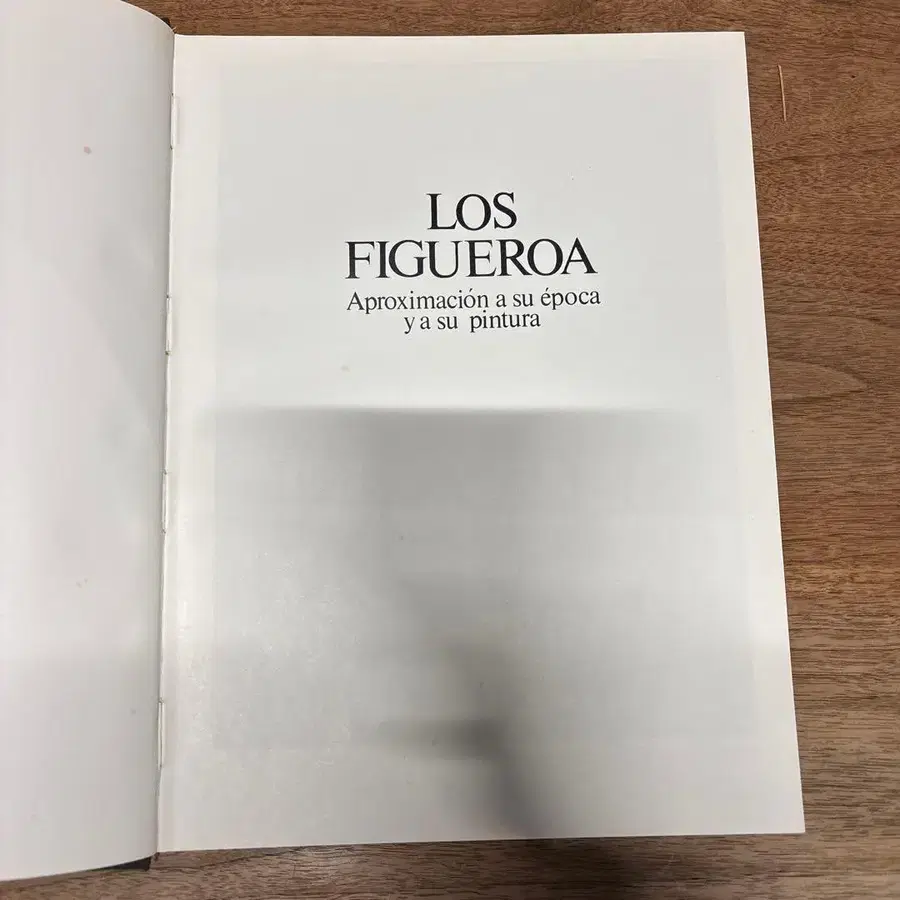 LOS
FIGUEROA
Aproximación a su época
y a su pintura